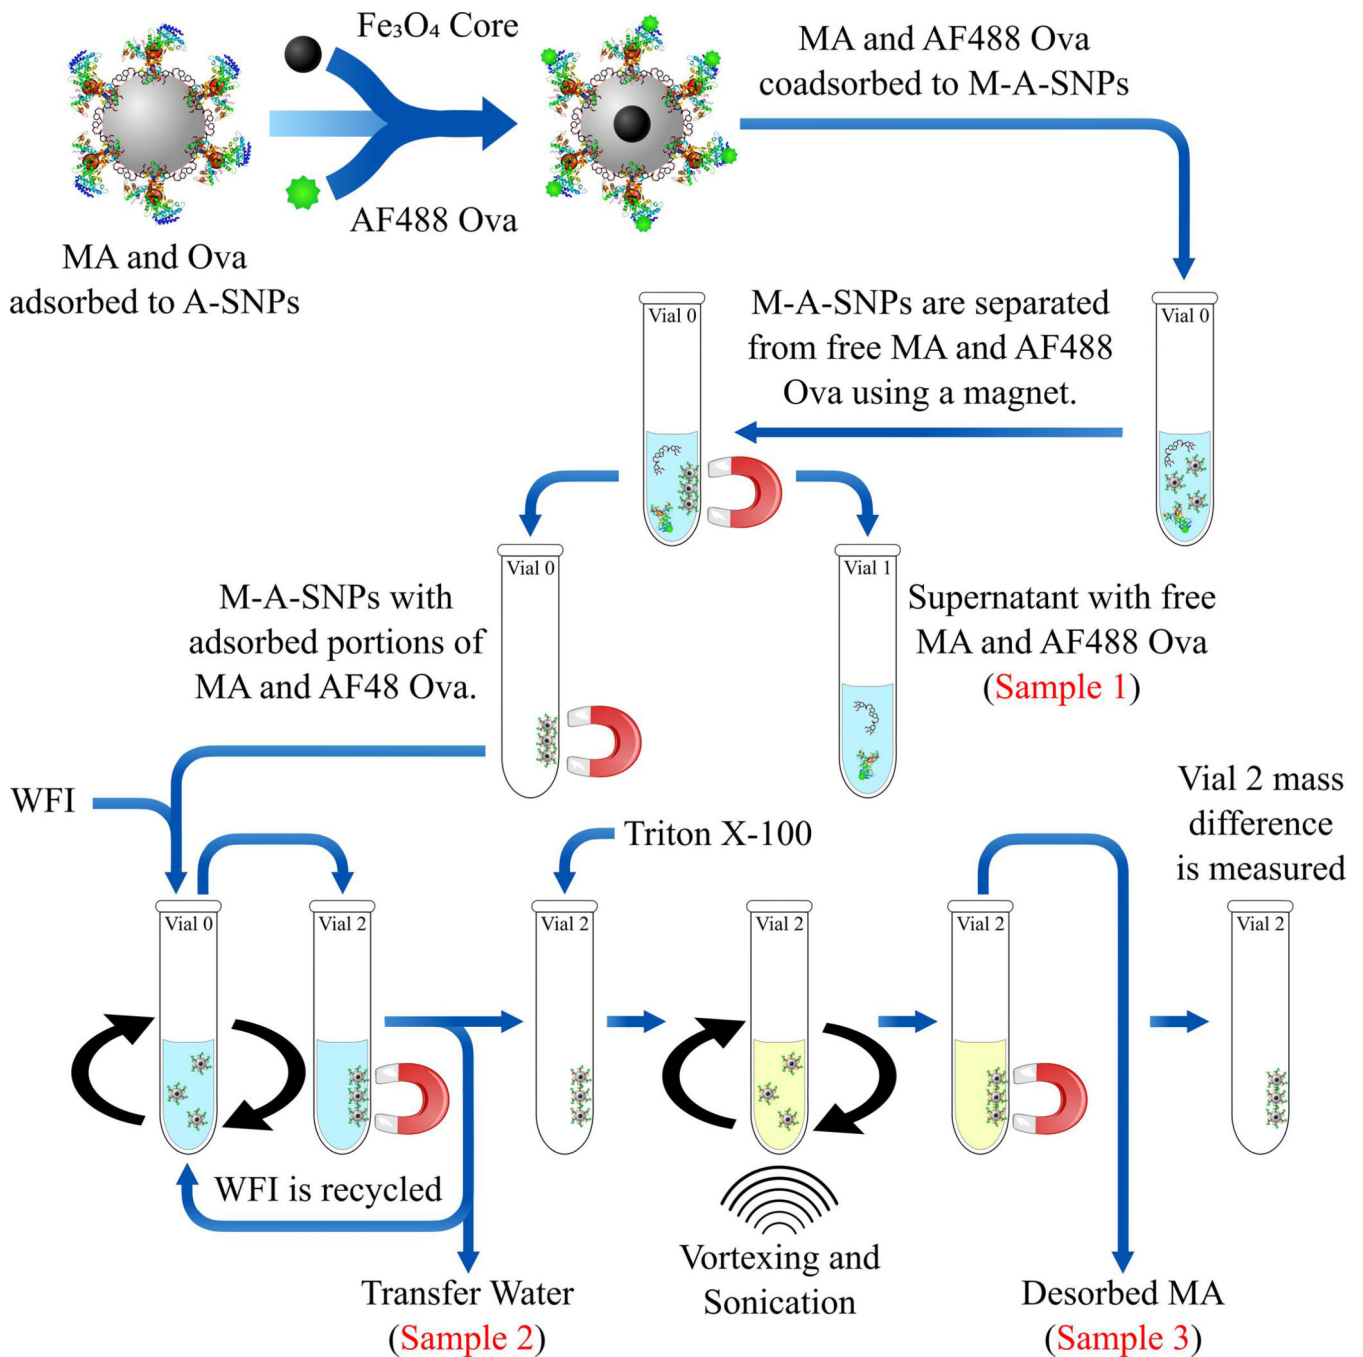 Fe₃O₄ Core
AF488 Ova
MA and Ova
adsorbed to A-SNPs
MA and AF488 Ova
coadsorbed to M-A-SNPs
Vial 0
M-A-SNPs are separated
from free MA and AF488
Ova using a magnet.
Vial 0
Vial 0
M-A-SNPs with
adsorbed portions of
MA and AF48 Ova.
Vial 1
Supernatant with free
MA and AF488 Ova
(Sample 1)
WFI
Triton X-100
Vial 2 mass
difference
is measured
Vial 0
Vial 2
Vial 2
Vial 2
Vial 2
Vial 2
WFI is recycled
Transfer Water
(Sample 2)
Vortexing and
Sonication
Desorbed MA
(Sample 3)